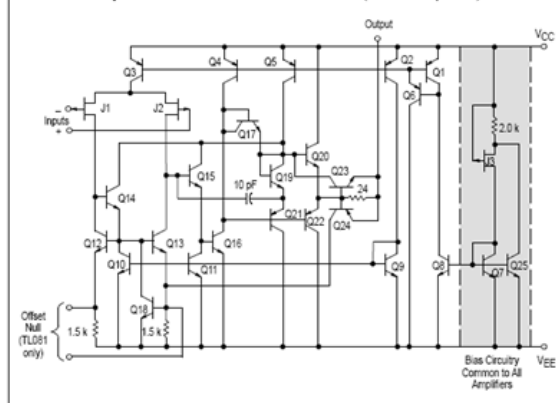 Output
VCC
Q3
Q4
Q5
Q2
Q1
Q6
−
Inputs
+
J1
J2
Q17
2.0 k
J3
Q15
Q20
Q23
Q19
Q14
10 pF
24
Q21
Q22
Q24
Q12
Q13
Q16
Q10
Q11
Q9
Q8
Q7
Q25
Q18
Offset
Null
(TL081
only)
1.5 k
1.5 k
VEE
Bias Circuitry
Common to All
Amplifiers